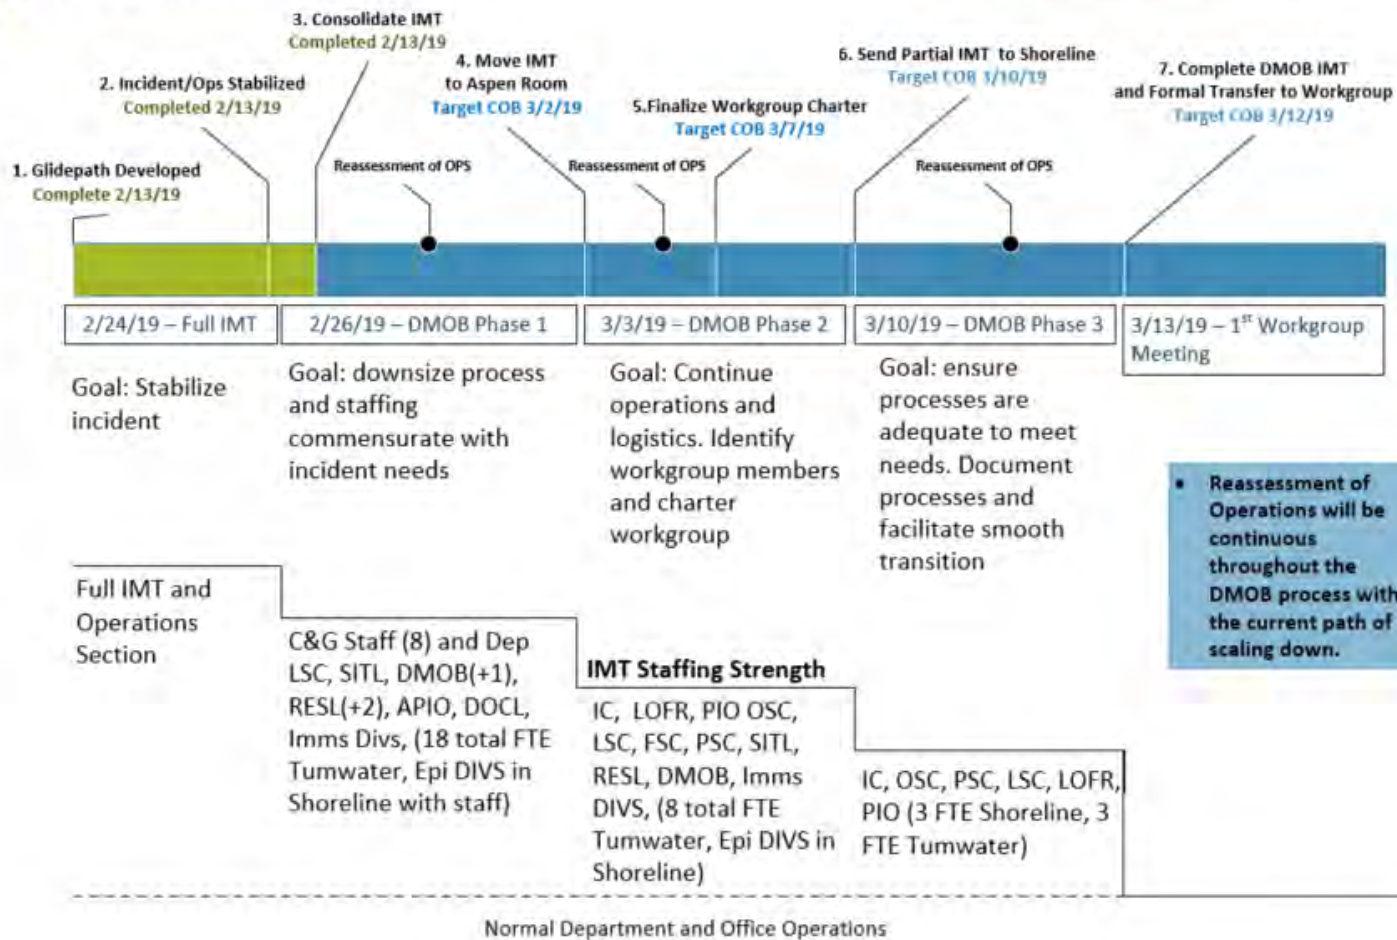 3. Consolidate IMT
Completed 2/13/19
2. Incident/Ops Stabilized
Completed 2/13/19
4. Move IMT
to Aspen Room
Target COB 3/2/19
6. Send Partial IMT to Shoreline
Target COB 3/10/19
5.Finalize Workgroup Charter
Target COB 3/7/19
7. Complete DMOB IMT
and Formal Transfer to Workgroup
Target COB 3/12/19
1. Glidepath Developed
Complete 2/13/19
Reassessment of OPS
Reassessment of OPS
Reassessment of OPS
2/24/19 – Full IMT
2/26/19 – DMOB Phase 1
3/3/19 – DMOB Phase 2
3/10/19 – DMOB Phase 3
3/13/19 – 1st Workgroup
Meeting
Goal: Stabilize
incident
Goal: downsize process
and staffing
commensurate with
incident needs
Goal: Continue
operations and
logistics. Identify
workgroup members
and charter
workgroup
Goal: ensure
processes are
adequate to meet
needs. Document
processes and
facilitate smooth
transition
• Reassessment of
Operations will be
continuous
throughout the
DMOB process with
the current path of
scaling down.
Full IMT and
Operations
Section
C&G Staff (8) and Dep
LSC, SITL, DMOB(+1),
RESL(+2), APIO, DOCL,
Imms Divs, (18 total FTE
Tumwater, Epi DIVS in
Shoreline with staff)
IMT Staffing Strength
IC, LOFR, PIO OSC,
LSC, FSC, PSC, SITL,
RESL, DMOB, Imms
DIVS, (8 total FTE
Tumwater, Epi DIVS in
Shoreline)
IC, OSC, PSC, LSC, LOFR,
PIO (3 FTE Shoreline, 3
FTE Tumwater)
Normal Department and Office Operations